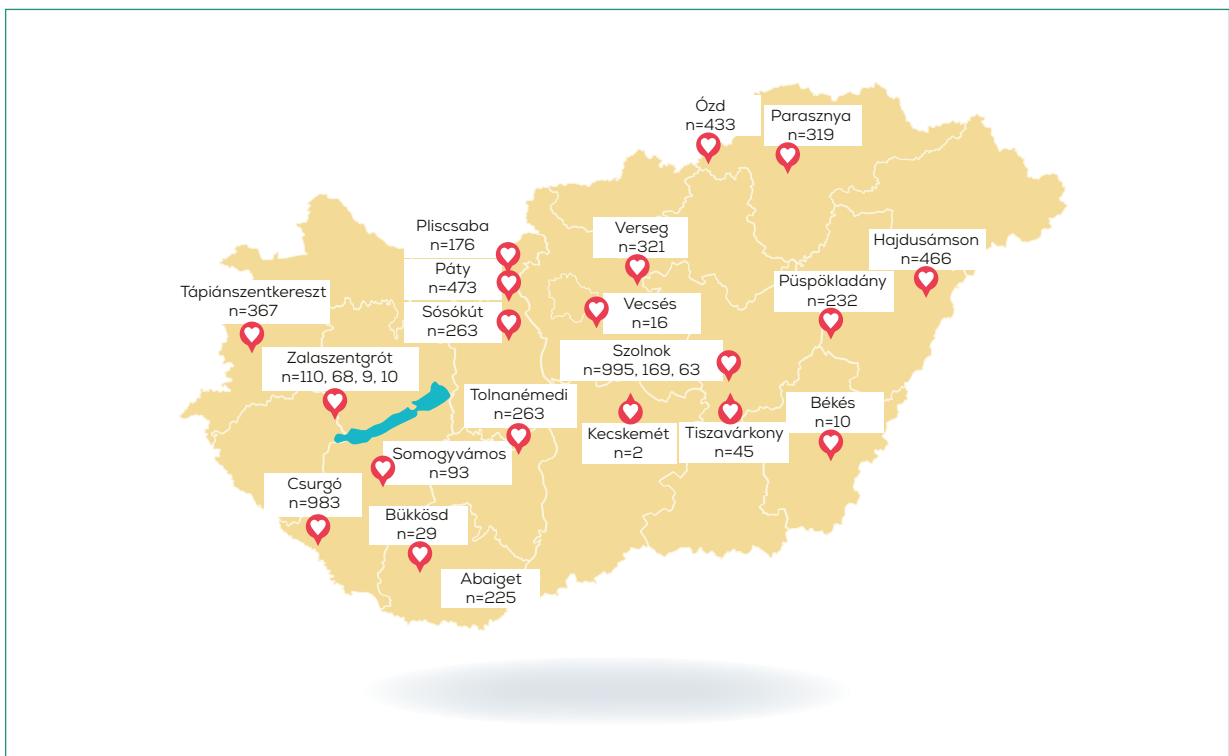 Ózd
n=433
Parasznya
n=319
Pliscsaba
n=176
Verseg
n=321
Hajdusámson
n=466
Páty
n=473
Tápiánszentkereszt
n=367
Püspökladány
n=232
Sósókút
n=263
Vecsés
n=16
Zalaszentgrót
n=110, 68, 9, 10
Szolnok
n=995, 169, 63
Tolnanémedi
n=263
Kecskemét
n=2
Tiszavárkony
n=45
Békés
n=10
Somogyvámos
n=93
Csurgó
n=983
Bükkösd
n=29
Abaiget
n=225